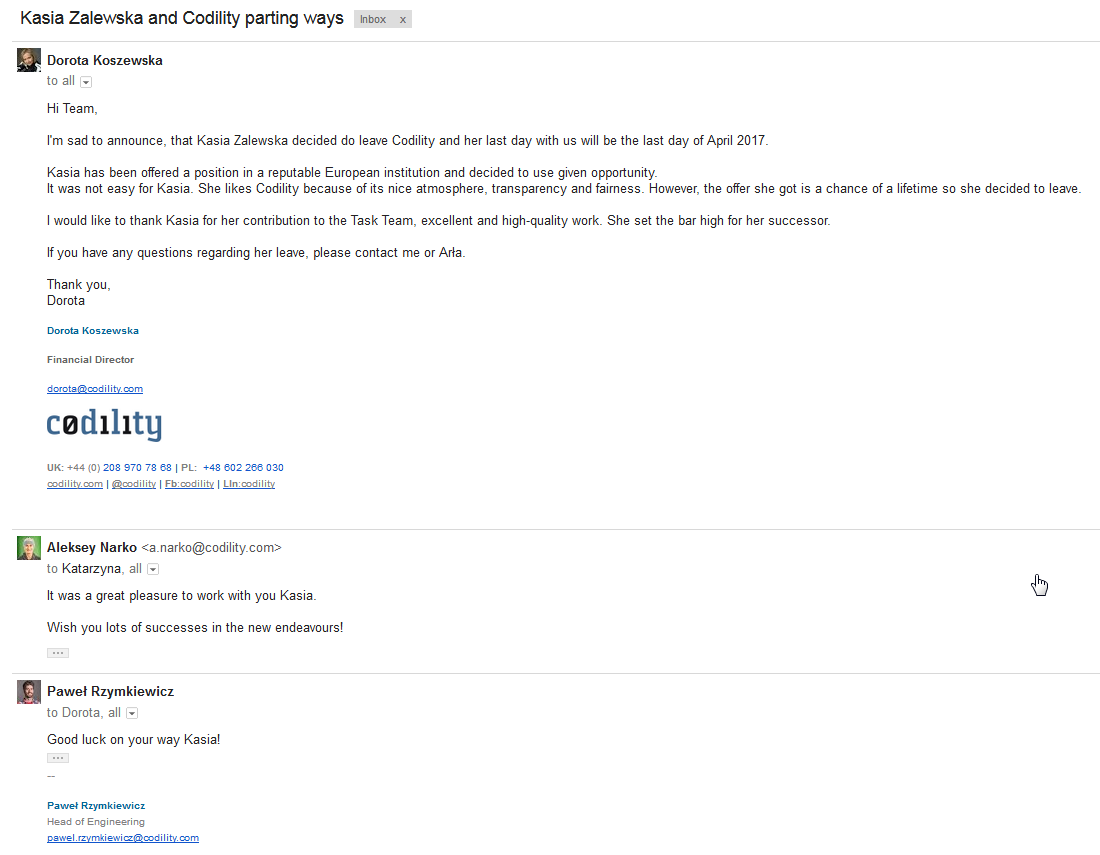 Kasia Zalewska and Codility parting ways Inbox x
Dorota Koszewska
to all
Hi Team,
I'm sad to announce, that Kasia Zalewska decided do leave Codility and her last day with us will be the last day of April 2017.
Kasia has been offered a position in a reputable European institution and decided to use given opportunity.
It was not easy for Kasia. She likes Codility because of its nice atmosphere, transparency and fairness. However, the offer she got is a chance of a lifetime so she decided to leave.
I would like to thank Kasia for her contribution to the Task Team, excellent and high-quality work. She set the bar high for her successor.
If you have any questions regarding her leave, please contact me or Arła.
Thank you,
Dorota
Dorota Koszewska
Financial Director
dorota@codility.com
codility
UK: +44 (0) 208 970 78 68 | PL: +48 602 266 030
codility.com | @codility | Fb:codility | LIn:codility
Aleksey Narko <a.narko@codility.com>
to Katarzyna, all
It was a great pleasure to work with you Kasia.
Wish you lots of successes in the new endeavours!
...
Paweł Rzymkiewicz
to Dorota, all
Good luck on your way Kasia!
...
--
Paweł Rzymkiewicz
Head of Engineering
pawel.rzymkiewicz@codility.com